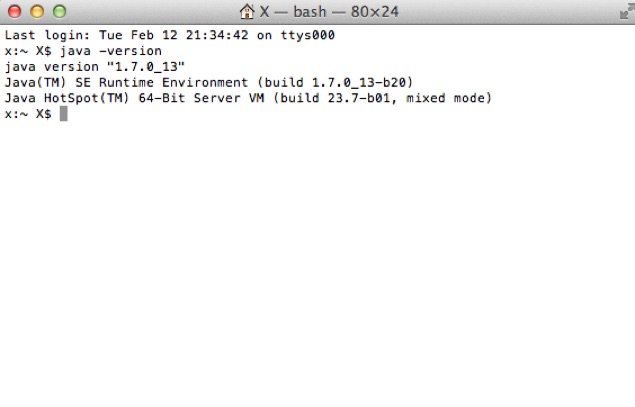 X — bash — 80×24
Last login: Tue Feb 12 21:34:42 on ttys000
x:~ X$ java -version
java version "1.7.0_13"
Java(TM) SE Runtime Environment (build 1.7.0_13-b20)
Java HotSpot(TM) 64-Bit Server VM (build 23.7-b01, mixed mode)
x:~ X$